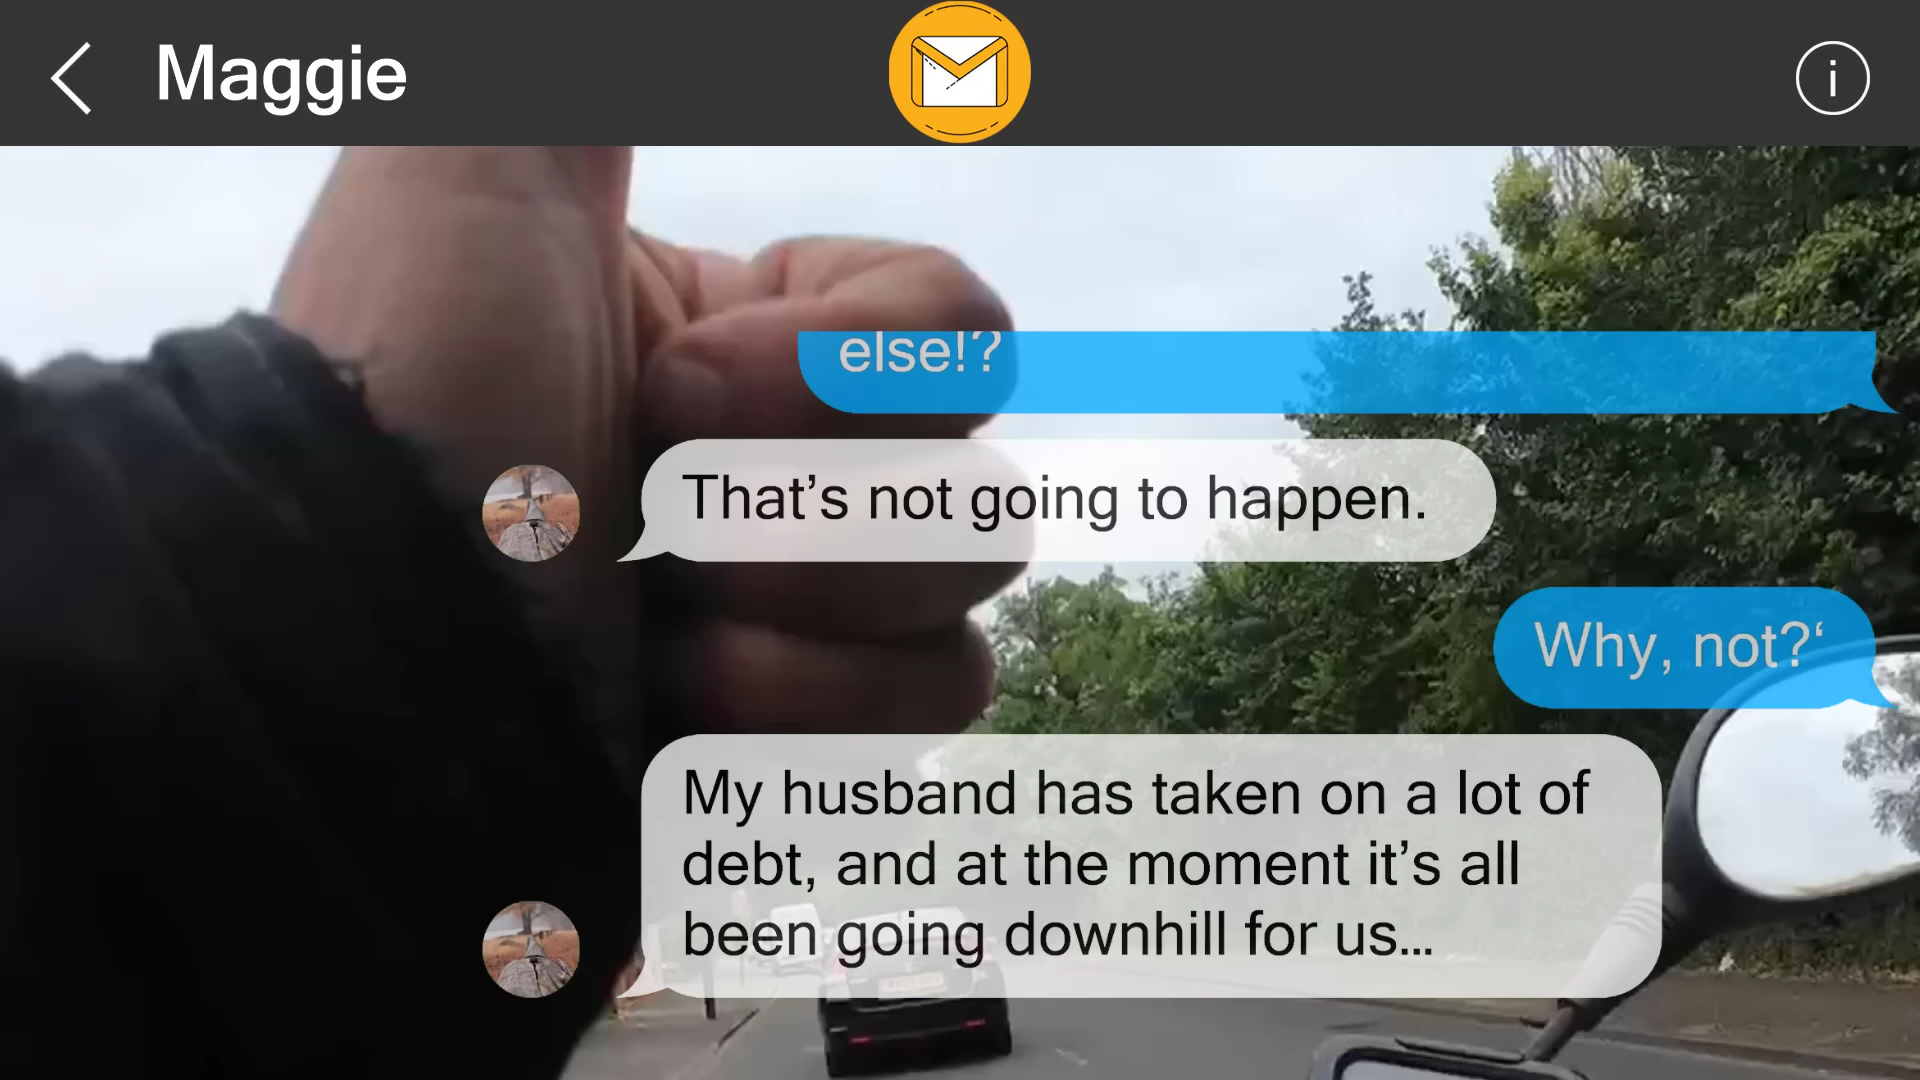 Maggie
i
else!?
That’s not going to happen.
Why, not?‘
My husband has taken on a lot of
debt, and at the moment it’s all
been going downhill for us...